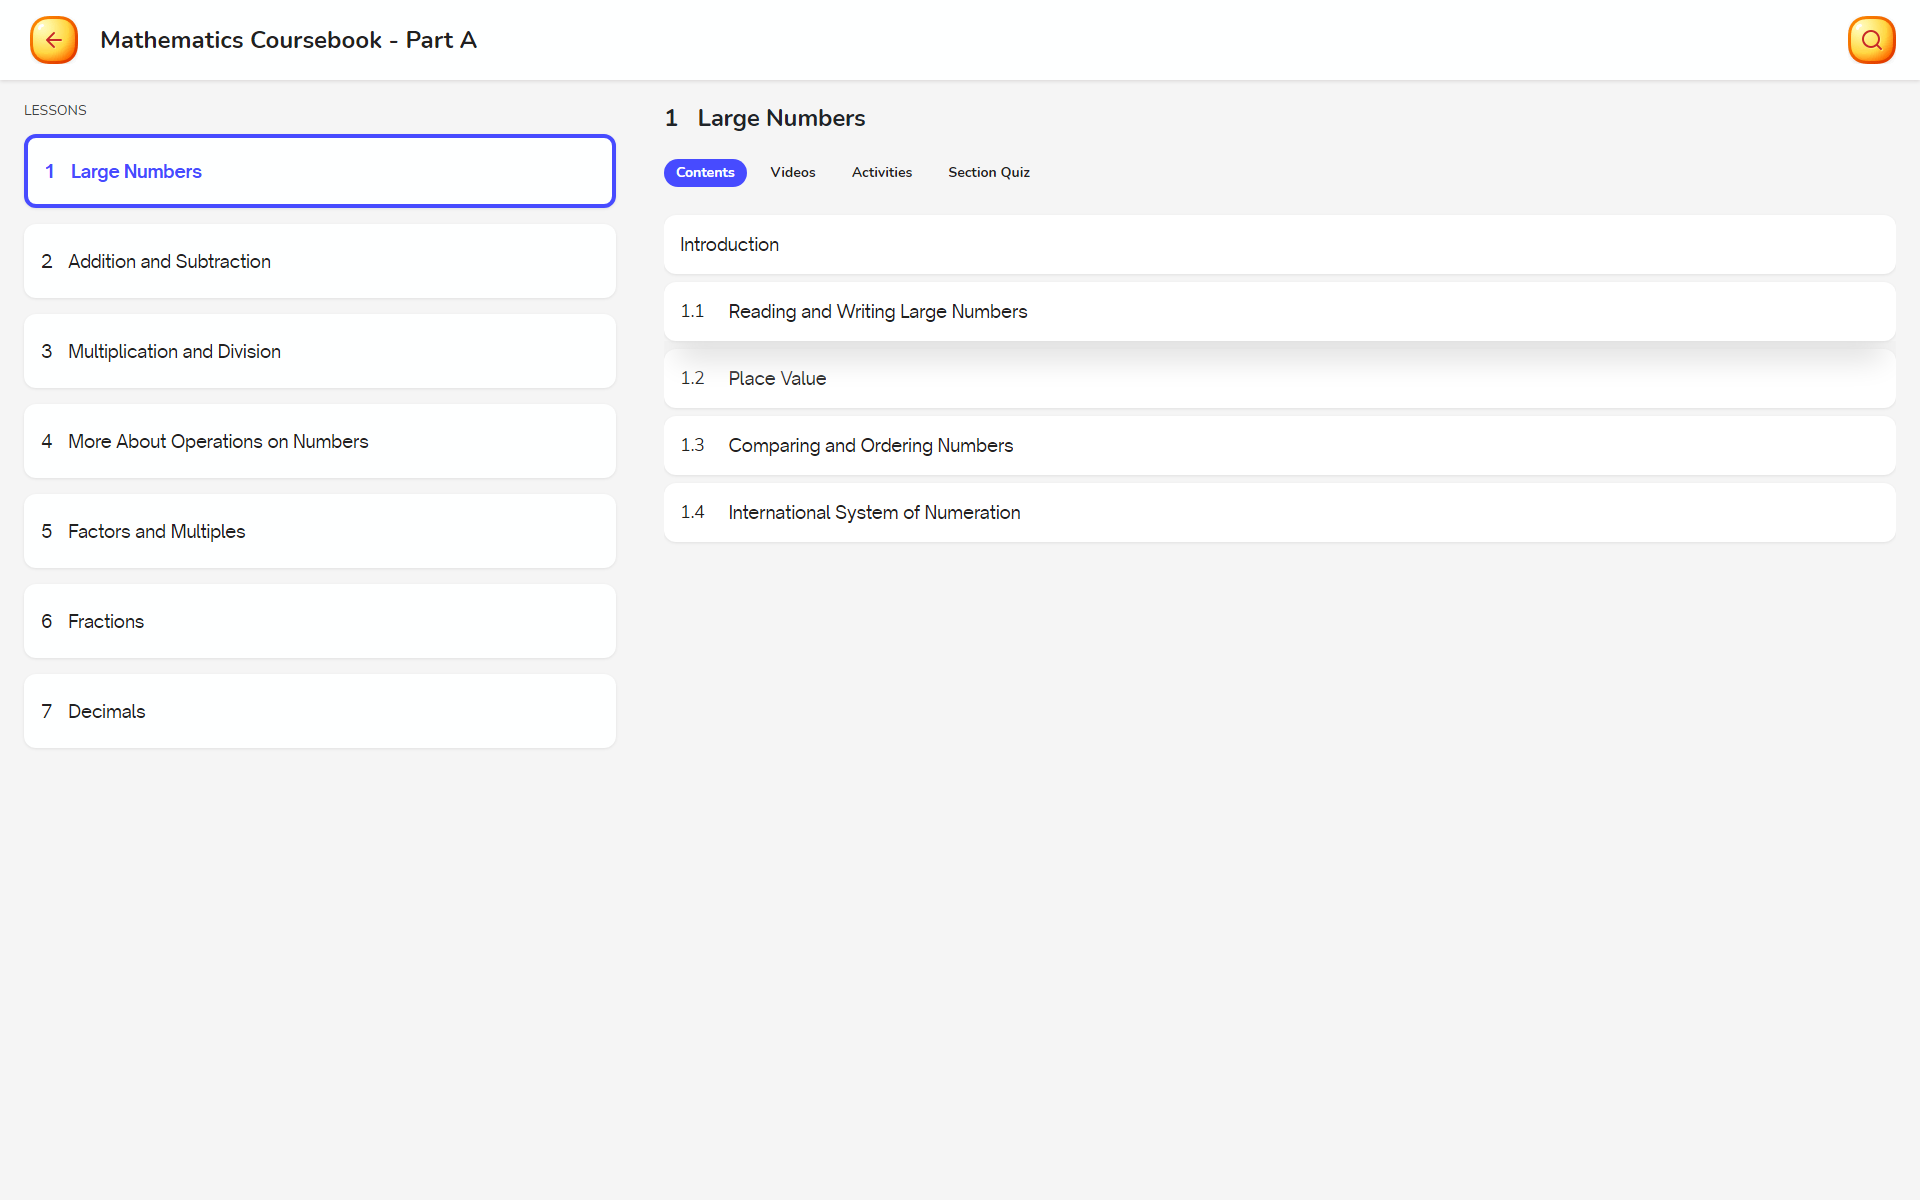 Mathematics Coursebook - Part A
LESSONS
1 Large Numbers
2 Addition and Subtraction
3 Multiplication and Division
4 More About Operations on Numbers
5 Factors and Multiples
6 Fractions
7 Decimals
1 Large Numbers
Contents Videos Activities Section Quiz
Introduction
1.1 Reading and Writing Large Numbers
1.2 Place Value
1.3 Comparing and Ordering Numbers
1.4 International System of Numeration